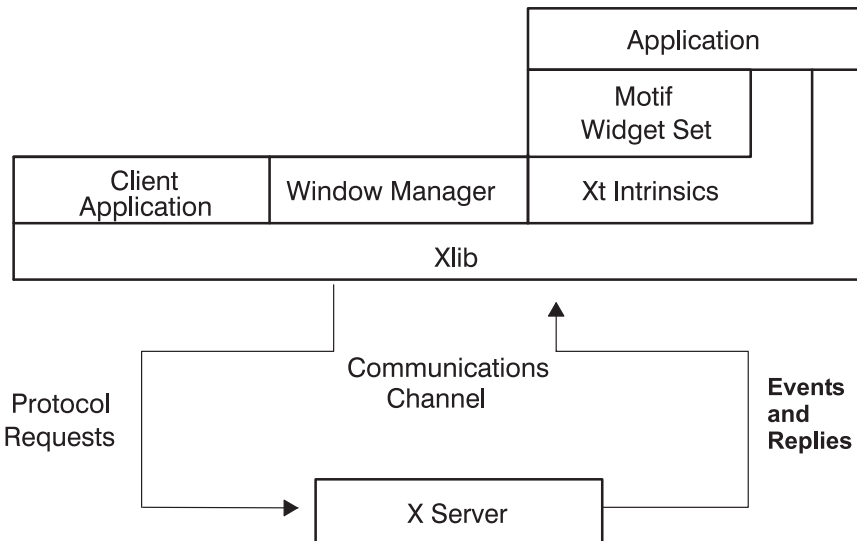 Application
Motif
Widget Set
Client
Application
Window Manager
Xt Intrinsics
Xlib
Communications
Channel
Protocol
Requests
Events
and
Replies
X Server